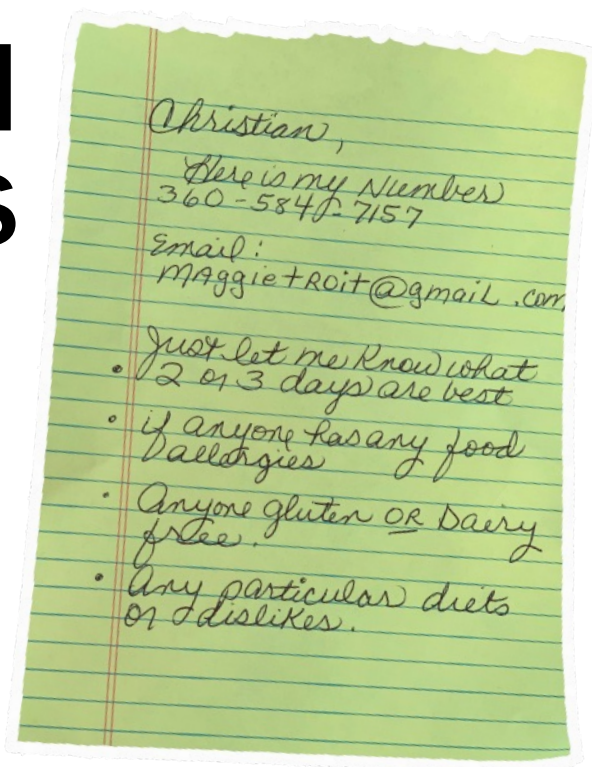 Christian,
Here is my Number
360-584-7157
Email:
MAggietRoit@gmaiL.com
Just let me Know what
• 2 or 3 days are best
• if anyone has any food
allergies
• Anyone gluten OR Dairy
free.
• Any particular diets
or dislikes.